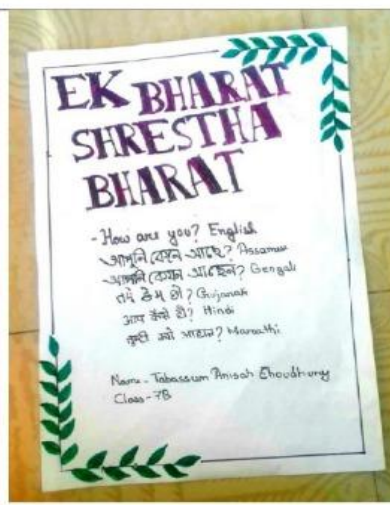 EK BHARAT
SHRESTHA
BHARAT
- How are you? English
আপুনি কেনে আছে? Assamese
আপনি কেমন আছেন? Bengali
તમે કેમ છો? Gujarati
आप कैसे हैं? Hindi
तुम्ही कसे आहात? Marathi
Name - Tabassum Anisah Choudhury
Class - 7B